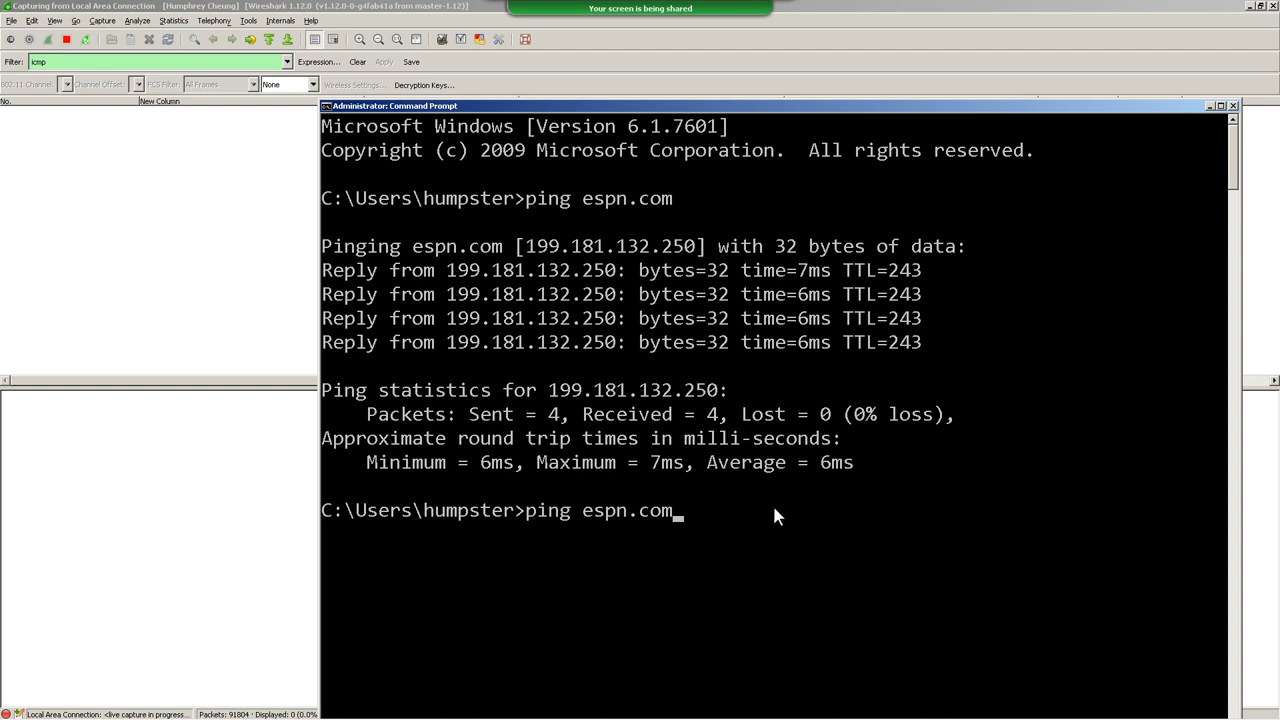 Capturing from Local Area Connection [Humphrey Cheung] [Wireshark 1.12.0 (v1.12.0-0-g4fab41a from master-1.12)]
Your screen is being shared
File Edit View Go Capture Analyze Statistics Telephony Tools Internals Help
Filter: icmp Expression... Clear Apply Save
802.11 Channel: Channel Offset: FCS Filter: All Frames None Wireless Settings... Decryption Keys...
No. New Column
Administrator: Command Prompt
Microsoft Windows [Version 6.1.7601]
Copyright (c) 2009 Microsoft Corporation.  All rights reserved.
C:\Users\humpster>ping espn.com
Pinging espn.com [199.181.132.250] with 32 bytes of data:
Reply from 199.181.132.250: bytes=32 time=7ms TTL=243
Reply from 199.181.132.250: bytes=32 time=6ms TTL=243
Reply from 199.181.132.250: bytes=32 time=6ms TTL=243
Reply from 199.181.132.250: bytes=32 time=6ms TTL=243
Ping statistics for 199.181.132.250:
Packets: Sent = 4, Received = 4, Lost = 0 (0% loss),
Approximate round trip times in milli-seconds:
Minimum = 6ms, Maximum = 7ms, Average = 6ms
C:\Users\humpster>ping espn.com_
Local Area Connection: <live capture in progress... Packets: 91804 · Displayed: 0 (0.0%